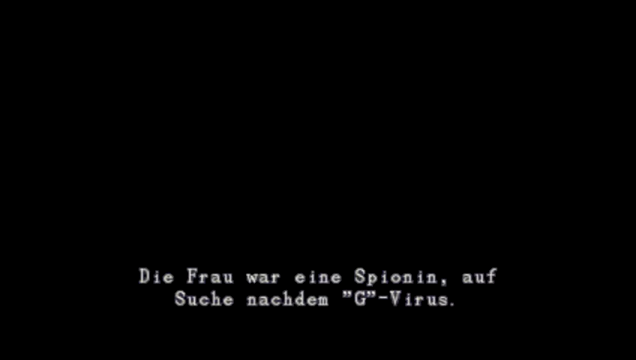 Die Frau war eine Spionin, auf
Suche nachdem "G"-Virus.